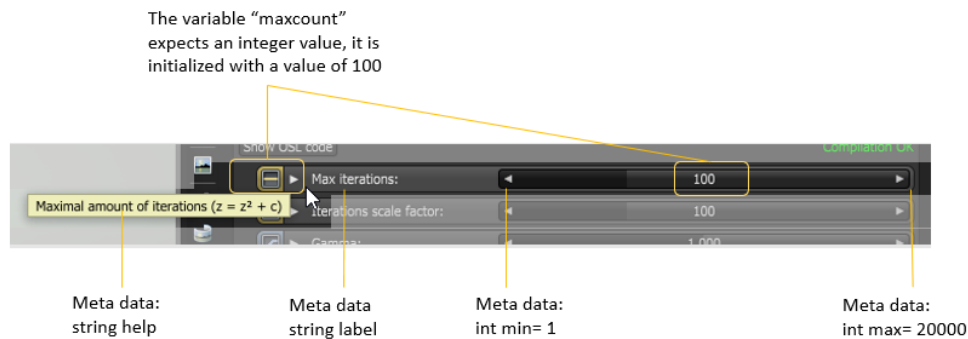 The variable “maxcount”
expects an integer value, it is
initialized with a value of 100
Show OSL code
Compilation OK
Max iterations:
100
Maximal amount of iterations (z = z² + c)
Iterations scale factor:
100
Gamma:
1.000
Meta data:
string help
Meta data
string label
Meta data:
int min= 1
Meta data:
int max= 20000